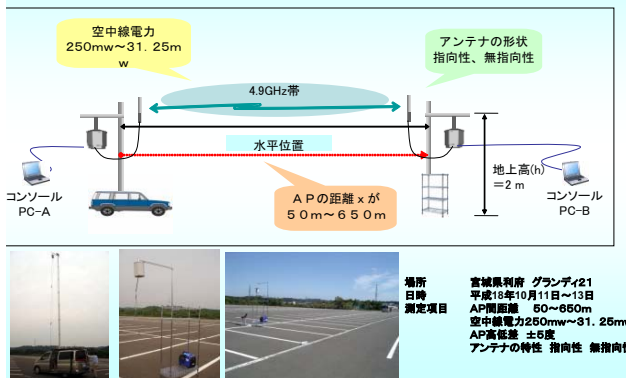 空中線電力
250mw～31. 25m
w
アンテナの形状
指向性、無指向性
4.9GHz帯
水平位置
地上高(h)
＝2ｍ
コンソール
PC-A
コンソール
PC-B
ＡＰの距離ｘが
５０ｍ～６５０ｍ
場所 宮城県利府 グランディ21
日時 平成18年10月11日～13日
測定項目 AP間距離 50～650m
空中線電力250mw～31. 25mw
AP高低差 ±5度
アンテナの特性 指向性 無指向性